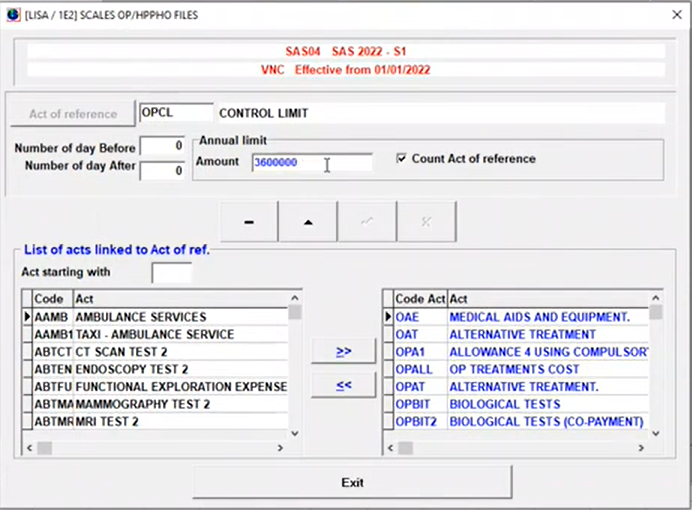 [LISA / 1E2] SCALES OP/HPPHO FILES
SAS04 SAS 2022 - S1
VNC Effective from 01/01/2022
Act of reference OPCL CONTROL LIMIT
Number of day Before 0
Number of day After 0
Annual limit
Amount 3600000
Count Act of reference
List of acts linked to Act of ref.
Act starting with
Code Act
AAMB AMBULANCE SERVICES
AAMB1 TAXI - AMBULANCE SERVICE
ABTCT CT SCAN TEST 2
ABTEN ENDOSCOPY TEST 2
ABTFU FUNCTIONAL EXPLORATION EXPENSE
ABTMA MAMMOGRAPHY TEST 2
ABTMR MRI TEST 2
>>
<<
Code Act Act
OAE MEDICAL AIDS AND EQUIPMENT.
OAT ALTERNATIVE TREATMENT
OPA1 ALLOWANCE 4 USING COMPULSOR
OPALL OP TREATMENTS COST
OPAT ALTERNATIVE TREATMENT.
OPBIT BIOLOGICAL TESTS
OPBIT2 BIOLOGICAL TESTS (CO-PAYMENT)
Exit